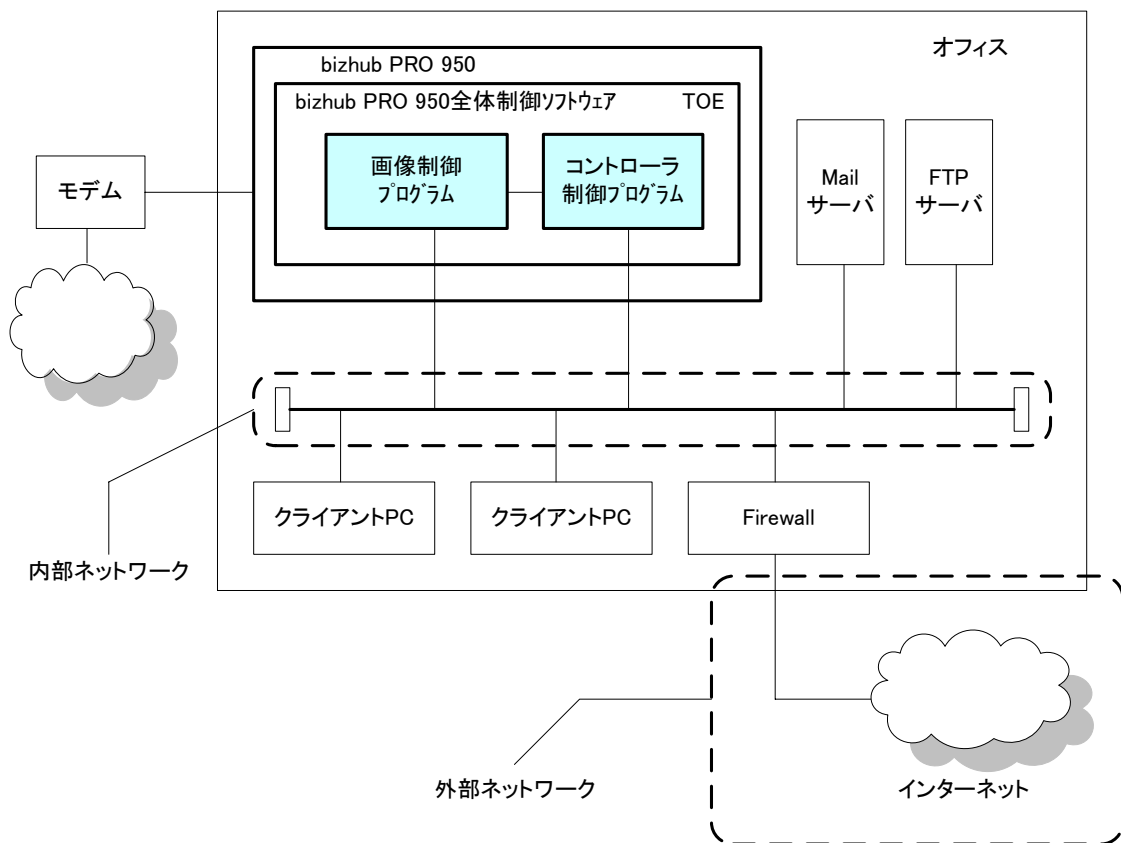 オフィス
bizhub PRO 950
bizhub PRO 950全体制御ソフトウェア
TOE
画像制御
プログラム
コントローラ
制御プログラム
モデム
Mail
サーバ
FTP
サーバ
クライアントPC
クライアントPC
Firewall
内部ネットワーク
外部ネットワーク
インターネット